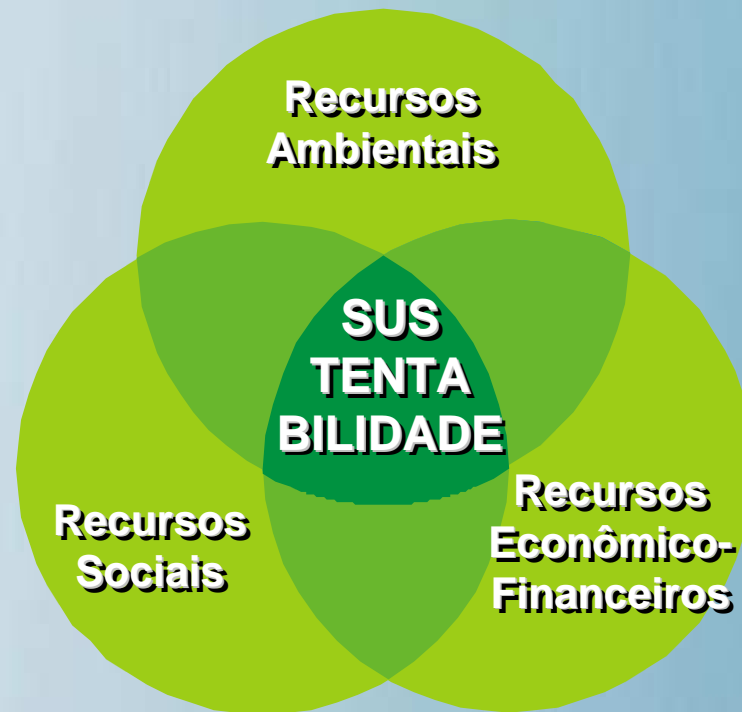 Recursos
Ambientais
SUS
TENTA
BILIDADE
Recursos
Sociais
Recursos
Econômico-
Financeiros